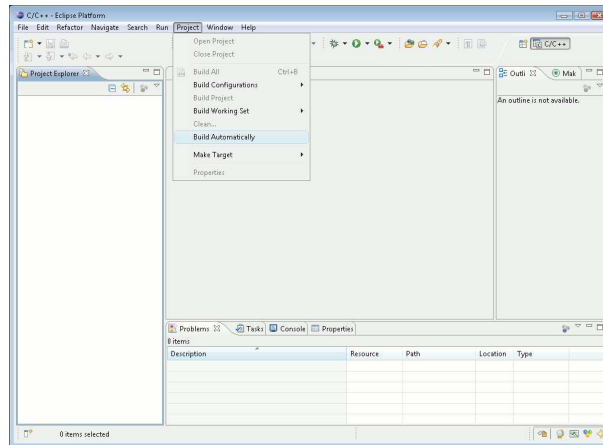 C/C++ - Eclipse Platform
File Edit Refactor Navigate Search Run Project Window Help
Open Project
Close Project
Build All Ctrl+B
Build Configurations
Build Project
Build Working Set
Clean...
Build Automatically
Make Target
Properties
C/C++
Project Explorer
Outli
Mak
An outline is not available.
Problems Tasks Console Properties
0 items
Description Resource Path Location Type
0 items selected